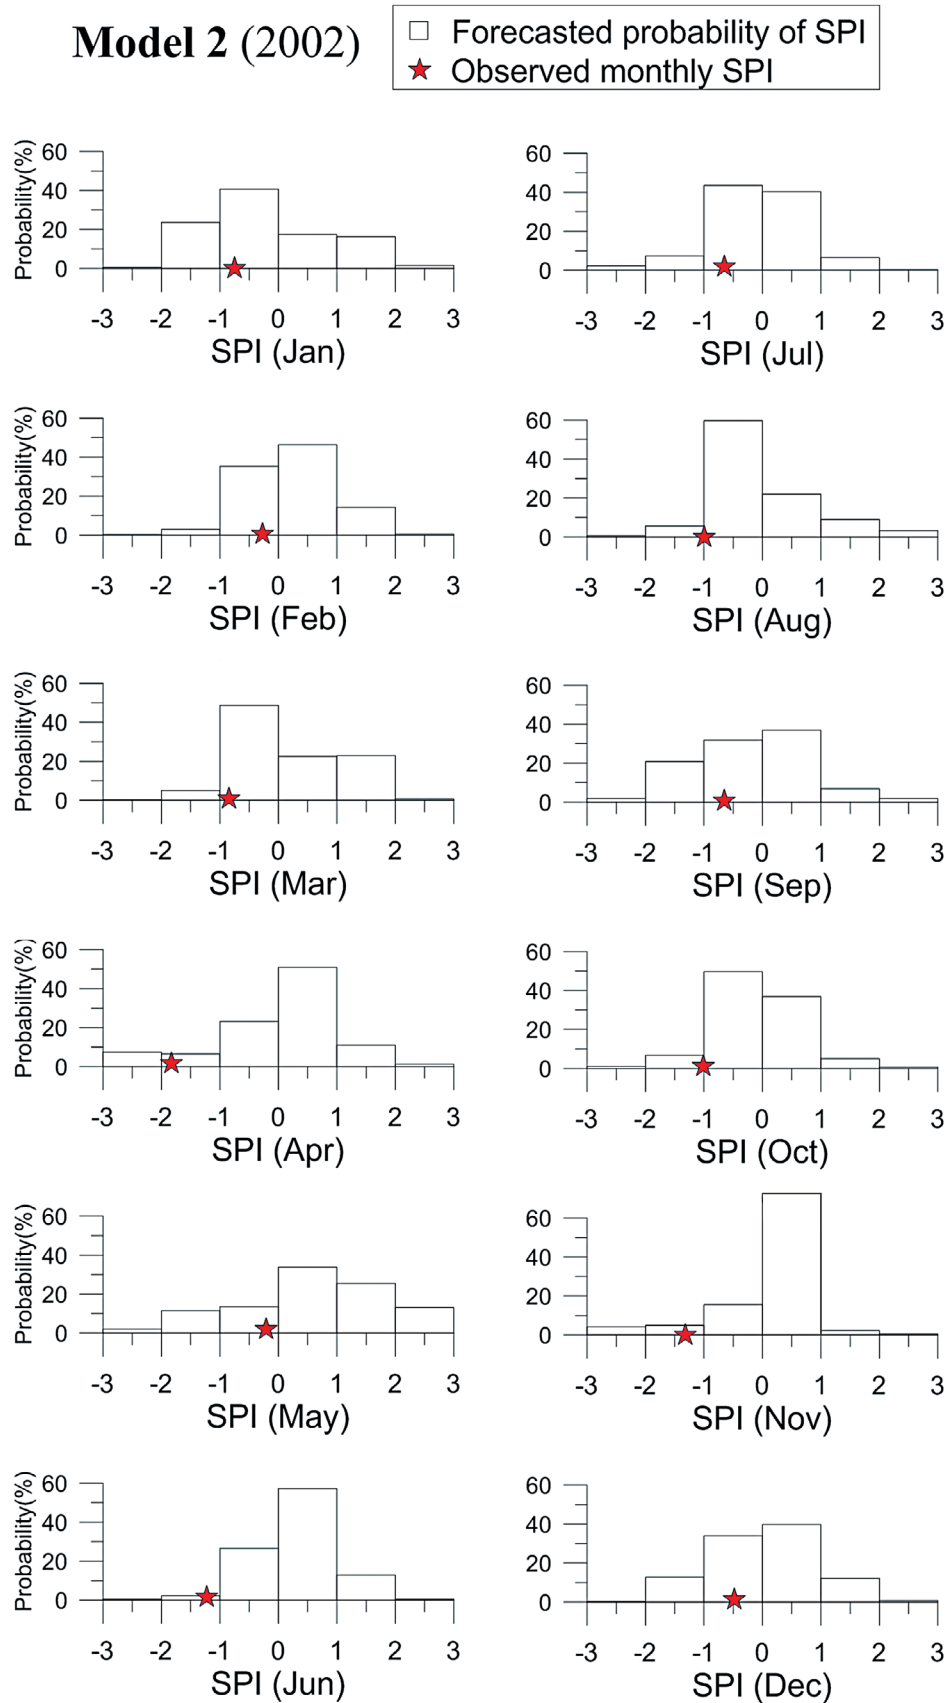 Model 2 (2002)
Forecasted probability of SPI
Observed monthly SPI
Probability(%)
60
40
20
0
-3 -2 -1 0 1 2 3
SPI (Jan)
60
40
20
0
-3 -2 -1 0 1 2 3
SPI (Jul)
Probability(%)
60
40
20
0
-3 -2 -1 0 1 2 3
SPI (Feb)
60
40
20
0
-3 -2 -1 0 1 2 3
SPI (Aug)
Probability(%)
60
40
20
0
-3 -2 -1 0 1 2 3
SPI (Mar)
60
40
20
0
-3 -2 -1 0 1 2 3
SPI (Sep)
Probability(%)
60
40
20
0
-3 -2 -1 0 1 2 3
SPI (Apr)
60
40
20
0
-3 -2 -1 0 1 2 3
SPI (Oct)
Probability(%)
60
40
20
0
-3 -2 -1 0 1 2 3
SPI (May)
60
40
20
0
-3 -2 -1 0 1 2 3
SPI (Nov)
Probability(%)
60
40
20
0
-3 -2 -1 0 1 2 3
SPI (Jun)
60
40
20
0
-3 -2 -1 0 1 2 3
SPI (Dec)